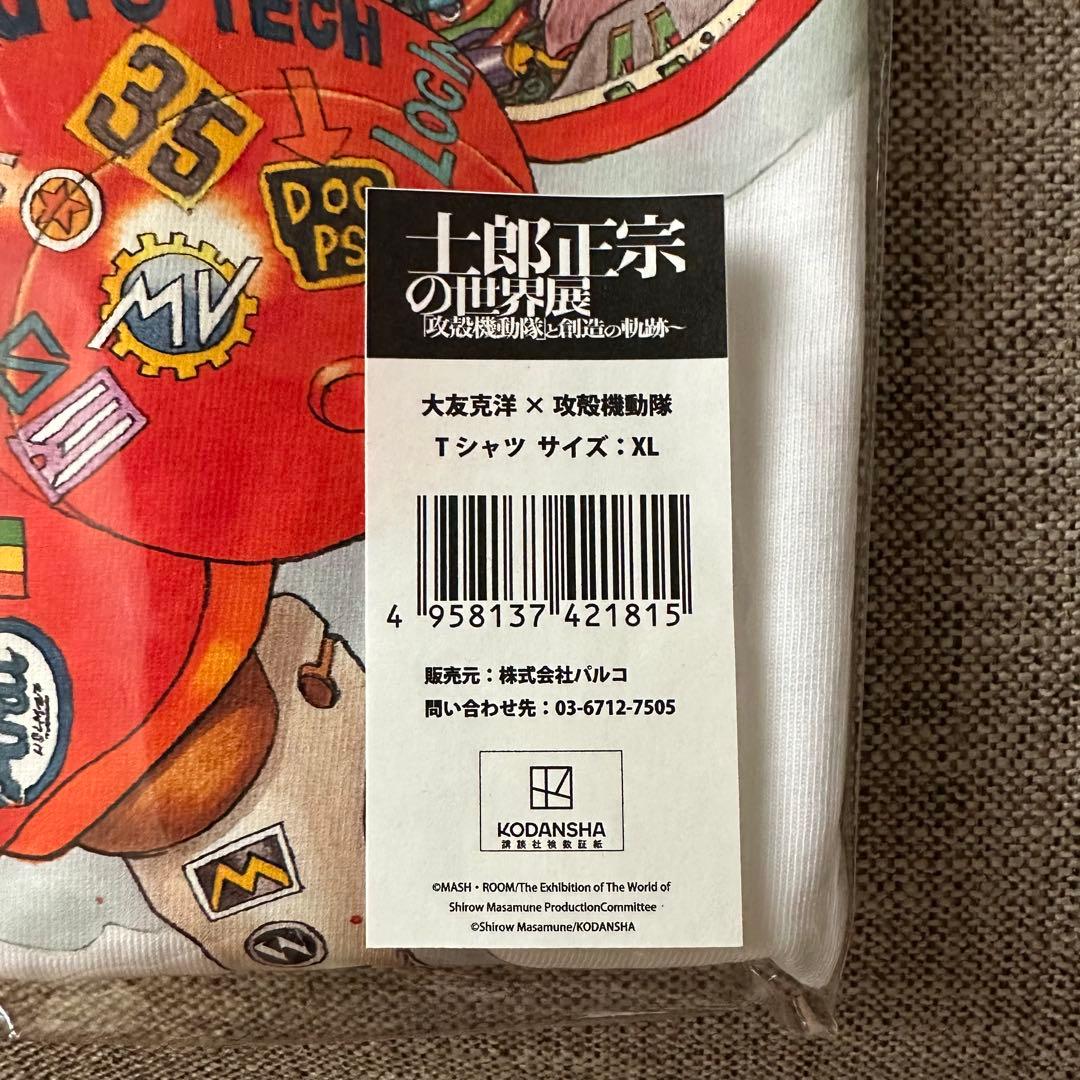 TECH
35
Lock
DOG
PS
MV
士郎正宗
の世界展
「攻殻機動隊」と創造の軌跡〜
大友克洋 × 攻殻機動隊
Tシャツ サイズ：XL
4 958137 421815
販売元：株式会社パルコ
問い合わせ先：03-6712-7505
KODANSHA
講談社検数証紙
©MASH・ROOM/The Exhibition of The World of
Shirow Masamune ProductionCommittee
©Shirow Masamune/KODANSHA